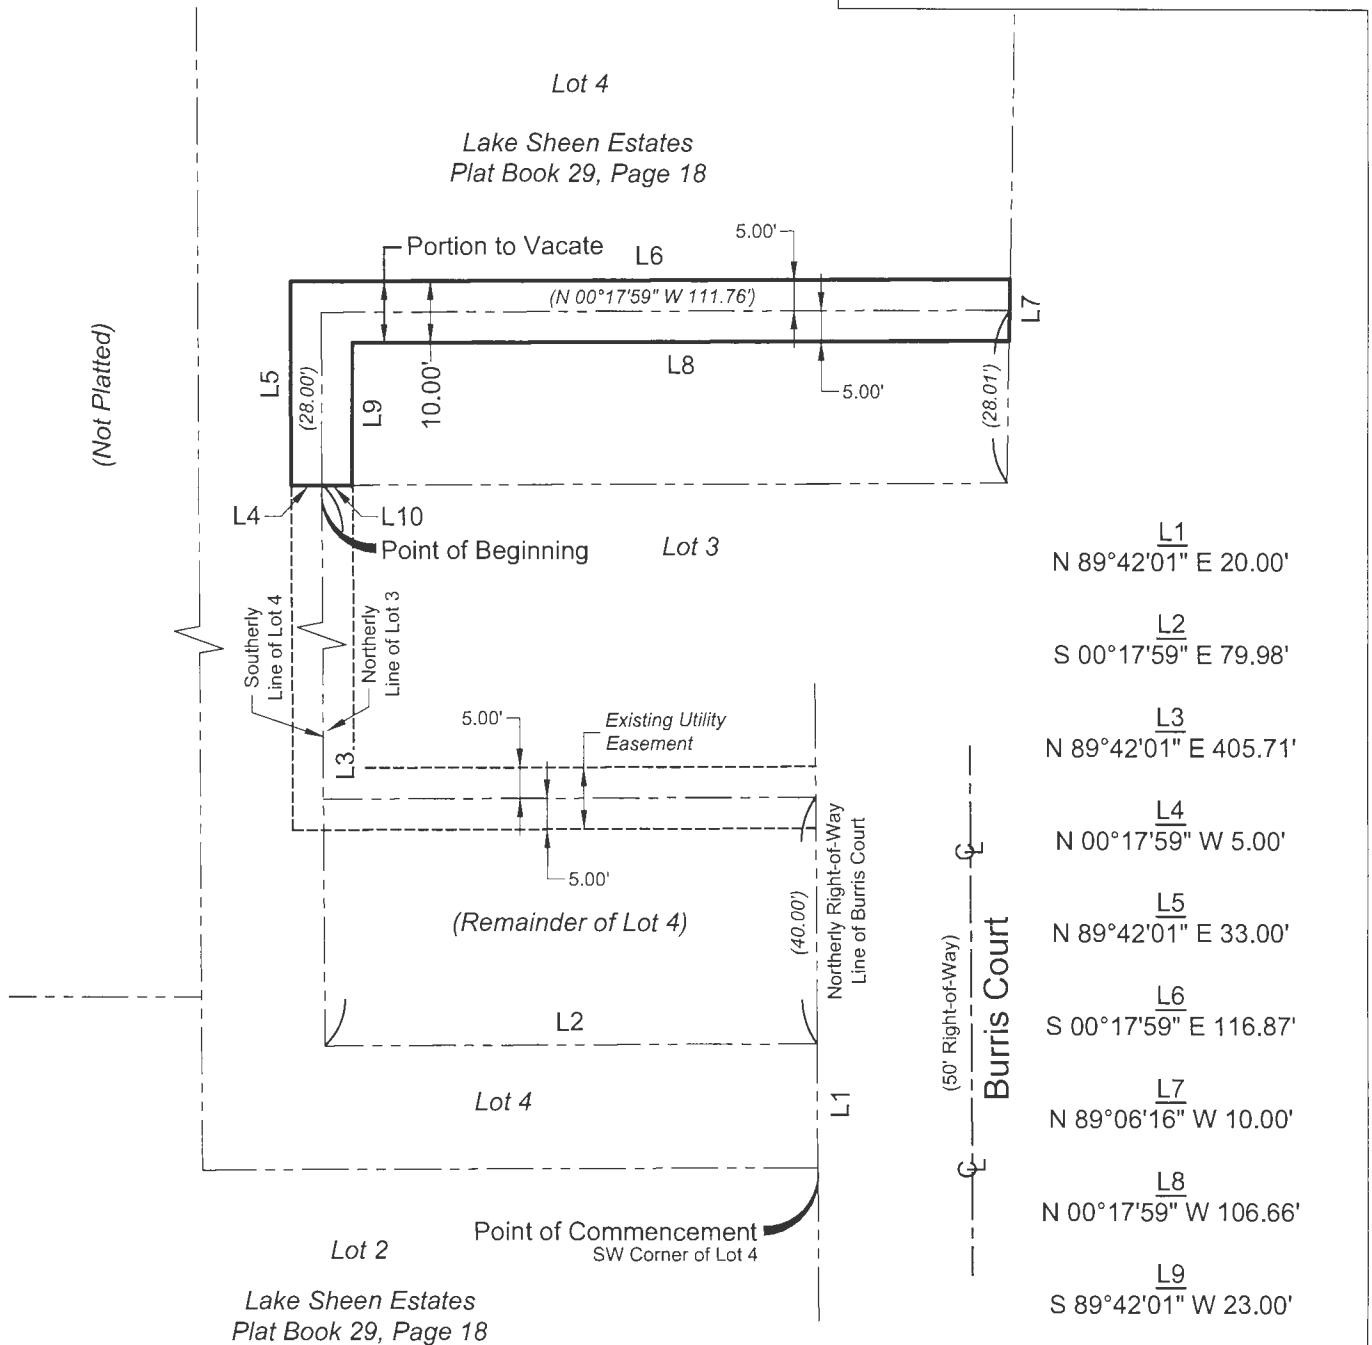 Lot 4
Lake Sheen Estates
Plat Book 29, Page 18
Portion to Vacate
L6
5.00'
(N 00°17'59" W 111.76')
L7
(Not Platted)
L5
(28.00')
L9
10.00'
L8
5.00'
(28.01')
L4
L10
Point of Beginning
Lot 3
Southerly
Line of Lot 4
Northerly
Line of Lot 3
L3
5.00'
Existing Utility
Easement
5.00'
(Remainder of Lot 4)
(40.00')
Northerly Right-of-Way
Line of Burris Court
L2
Lot 4
L1
(50' Right-of-Way)
Burris Court
CL
CL
Point of Commencement
SW Corner of Lot 4
Lot 2
Lake Sheen Estates
Plat Book 29, Page 18
L1
N 89°42'01" E 20.00'
L2
S 00°17'59" E 79.98'
L3
N 89°42'01" E 405.71'
L4
N 00°17'59" W 5.00'
L5
N 89°42'01" E 33.00'
L6
S 00°17'59" E 116.87'
L7
N 89°06'16" W 10.00'
L8
N 00°17'59" W 106.66'
L9
S 89°42'01" W 23.00'